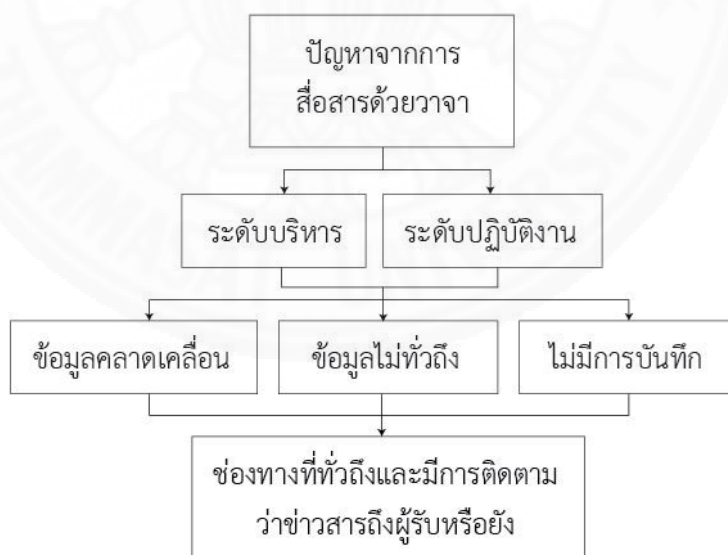 ปัญหาจากการ
สื่อสารด้วยวาจา
ระดับบริหาร
ระดับปฏิบัติงาน
ข้อมูลคลาดเคลื่อน
ข้อมูลไม่ทั่วถึง
ไม่มีการบันทึก
ช่องทางที่ทั่วถึงและมีการติดตาม
ว่าข่าวสารถึงผู้รับหรือยัง